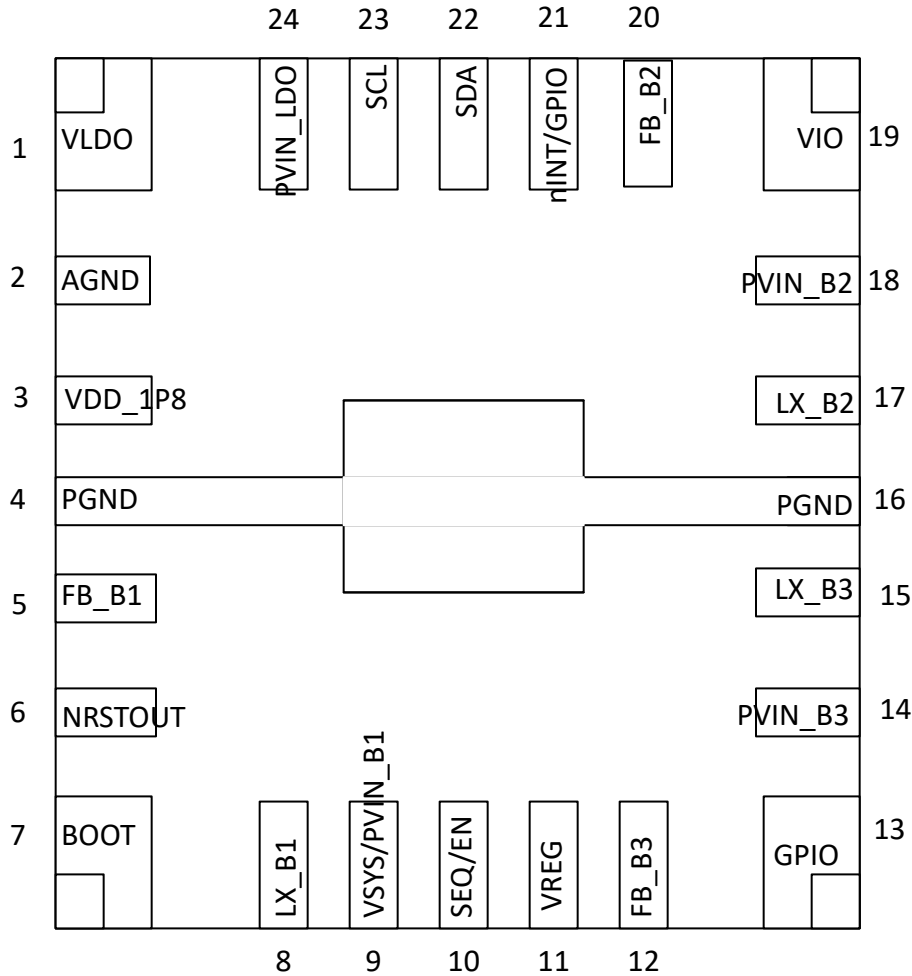 24
23
22
21
20
PVIN_LDO
SCL
SDA
nINT/GPIO
FB_B2
1
VLDO
VIO
19
2
AGND
PVIN_B2
18
3
VDD_1P8
LX_B2
17
4
PGND
PGND
16
5
FB_B1
LX_B3
15
6
NRSTOUT
PVIN_B3
14
7
BOOT
GPIO
13
LX_B1
VSYS/PVIN_B1
SEQ/EN
VREG
FB_B3
8
9
10
11
12